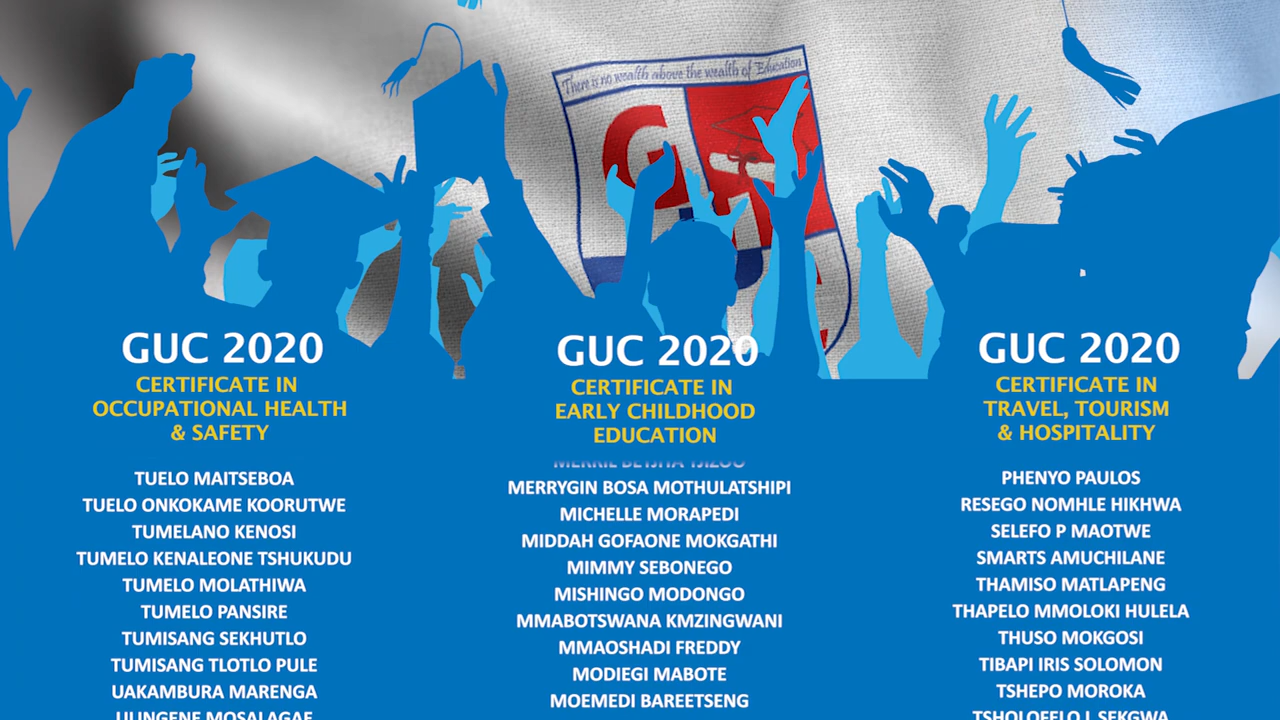 There is no wealth above the wealth of Education
G
GUC 2020
CERTIFICATE IN
OCCUPATIONAL HEALTH
& SAFETY
TUELO MAITSEBOA
TUELO ONKOKAME KOORUTWE
TUMELANO KENOSI
TUMELO KENALEONE TSHUKUDU
TUMELO MOLATHIWA
TUMELO PANSIRE
TUMISANG SEKHUTLO
TUMISANG TLOTLO PULE
UAKAMBURA MARENGA
GUC 2020
CERTIFICATE IN
EARLY CHILDHOOD
EDUCATION
MERRYGIN BOSA MOTHULATSHIPI
MICHELLE MORAPEDI
MIDDAH GOFAONE MOKGATHI
MIMMY SEBONEGO
MISHINGO MODONGO
MMABOTSWANA KMZINGWANI
MMAOSHADI FREDDY
MODIEGI MABOTE
MOEMEDI BAREETSENG
GUC 2020
CERTIFICATE IN
TRAVEL, TOURISM
& HOSPITALITY
PHENYO PAULOS
RESEGO NOMHLE HIKHWA
SELEFO P MAOTWE
SMARTS AMUCHILANE
THAMISO MATLAPENG
THAPELO MMOLOKI HULELA
THUSO MOKGOSI
TIBAPI IRIS SOLOMON
TSHEPO MOROKA